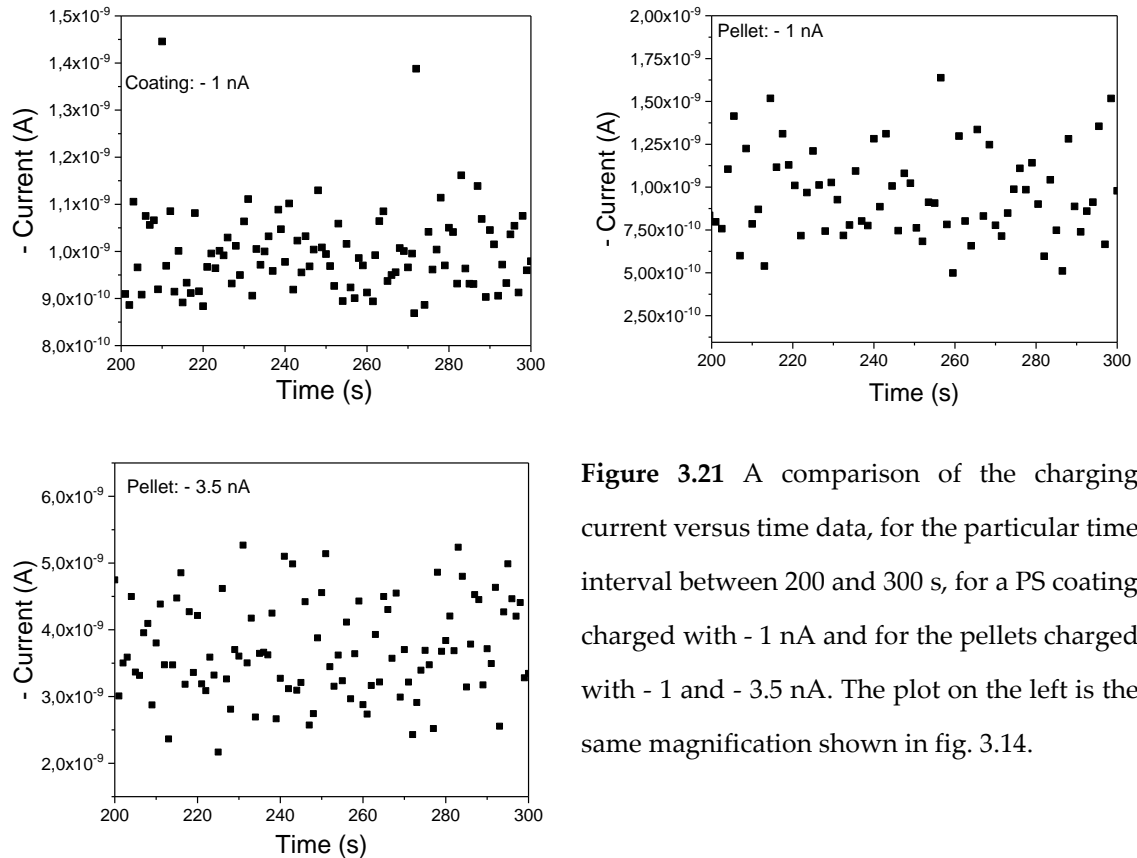 1,5x10⁻⁹
1,4x10⁻⁹
1,3x10⁻⁹
1,2x10⁻⁹
1,1x10⁻⁹
1,0x10⁻⁹
9,0x10⁻¹⁰
8,0x10⁻¹⁰
- Current (A)
Coating: - 1 nA
200 220 240 260 280 300
Time (s)
2,00x10⁻⁹
1,75x10⁻⁹
1,50x10⁻⁹
1,25x10⁻⁹
1,00x10⁻⁹
7,50x10⁻¹⁰
5,00x10⁻¹⁰
2,50x10⁻¹⁰
- Current (A)
Pellet: - 1 nA
200 220 240 260 280 300
Time (s)
6,0x10⁻⁹
5,0x10⁻⁹
4,0x10⁻⁹
3,0x10⁻⁹
2,0x10⁻⁹
- Current (A)
Pellet: - 3.5 nA
200 220 240 260 280 300
Time (s)
Figure 3.21 A comparison of the charging
current versus time data, for the particular time
interval between 200 and 300 s, for a PS coating
charged with - 1 nA and for the pellets charged
with - 1 and - 3.5 nA. The plot on the left is the
same magnification shown in fig. 3.14.